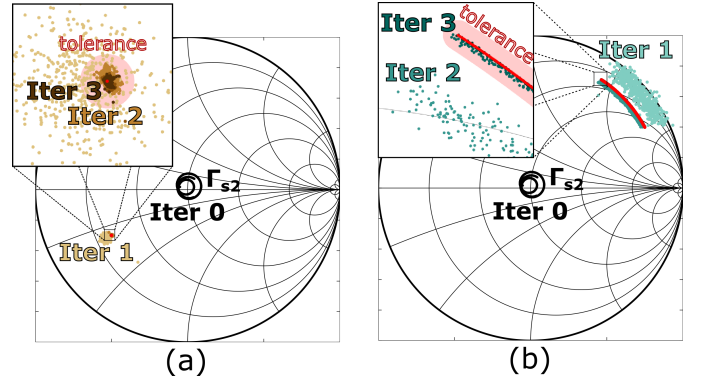 tolerance
Iter 3
Iter 2
Γs2
Iter 0
Iter 1
(a)
Iter 3
tolerance
Iter 2
Iter 1
Γs2
Iter 0
(b)